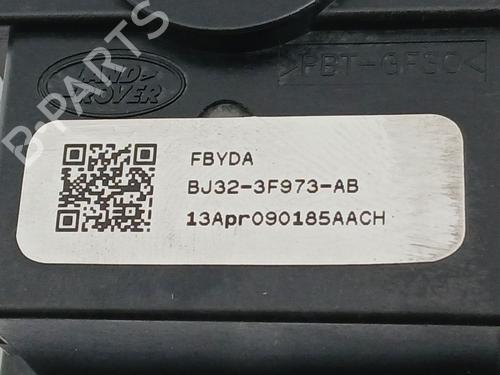 LAND
ROVER
>PBT-GF30<
FBYDA
BJ32-3F973-AB
13Apr090185AACH
B-PARTS